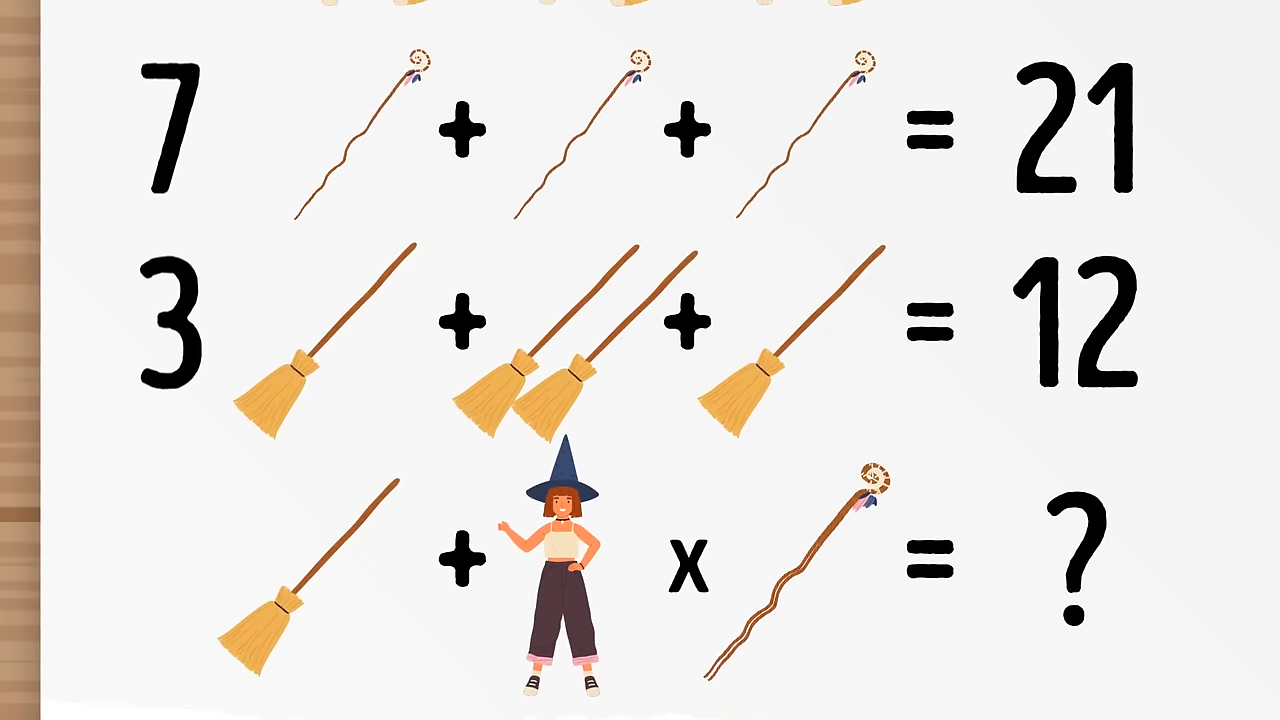 7 + + = 21
3 + + = 12
+ x = ?